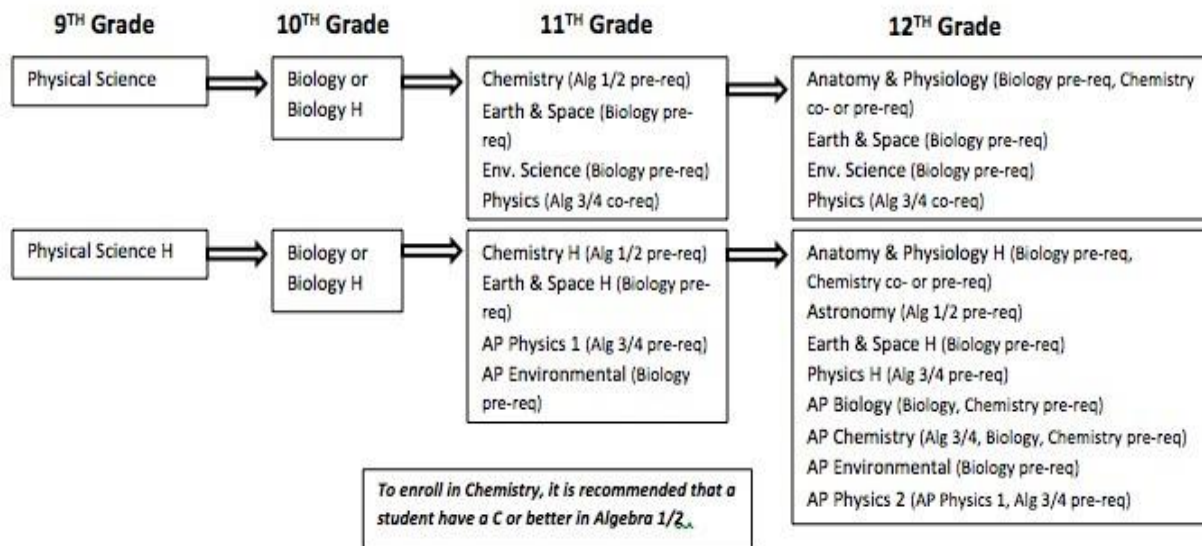 9TH Grade
10TH Grade
11TH Grade
12TH Grade
Physical Science
Biology or
Biology H
Chemistry (Alg 1/2 pre-req)
Earth & Space (Biology pre-
req)
Env. Science (Biology pre-req)
Physics (Alg 3/4 co-req)
Anatomy & Physiology (Biology pre-req, Chemistry
co- or pre-req)
Earth & Space (Biology pre-req)
Env. Science (Biology pre-req)
Physics (Alg 3/4 co-req)
Physical Science H
Biology or
Biology H
Chemistry H (Alg 1/2 pre-req)
Earth & Space H (Biology pre-
req)
AP Physics 1 (Alg 3/4 pre-req)
AP Environmental (Biology
pre-req)
Anatomy & Physiology H (Biology pre-req,
Chemistry co- or pre-req)
Astronomy (Alg 1/2 pre-req)
Earth & Space H (Biology pre-req)
Physics H (Alg 3/4 pre-req)
AP Biology (Biology, Chemistry pre-req)
AP Chemistry (Alg 3/4, Biology, Chemistry pre-req)
AP Environmental (Biology pre-req)
AP Physics 2 (AP Physics 1, Alg 3/4 pre-req)
To enroll in Chemistry, it is recommended that a
student have a C or better in Algebra 1/2.